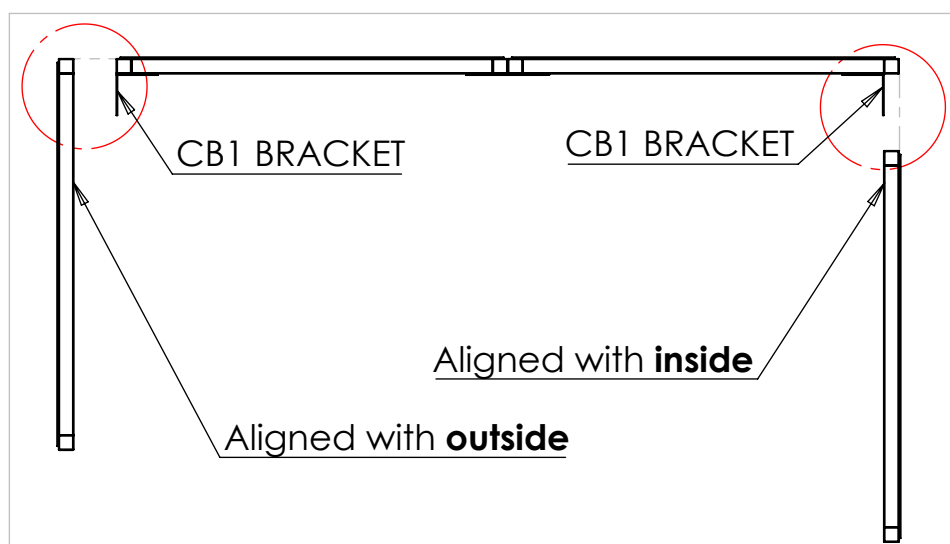 CB1 BRACKET
CB1 BRACKET
Aligned with inside
Aligned with outside